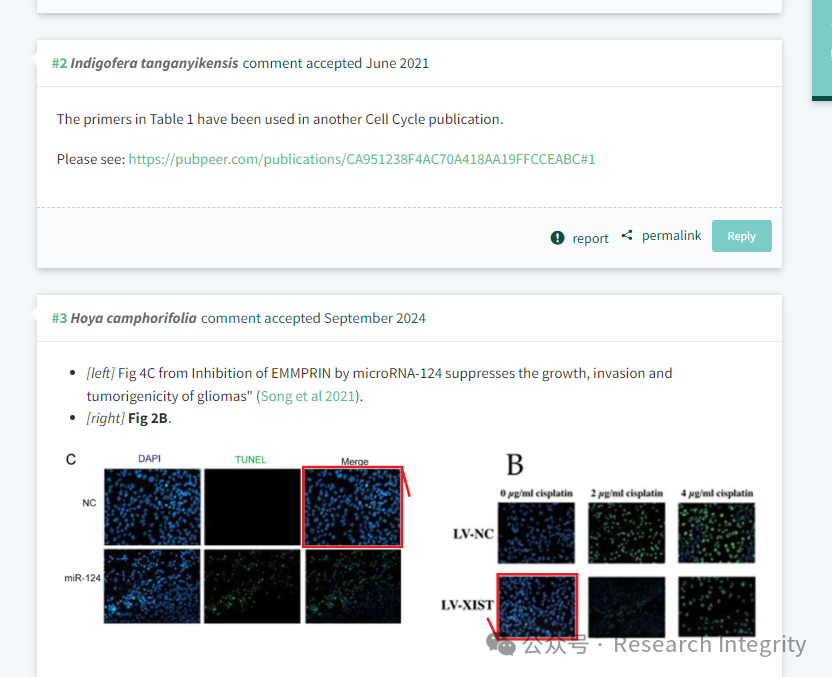 #2 Indigofera tanganyikensis comment accepted June 2021
The primers in Table 1 have been used in another Cell Cycle publication.
Please see: https://pubpeer.com/publications/CA951238F4AC70A418AA19FFCCEABC#1
report permalink Reply
#3 Hoya camphorifolia comment accepted September 2024
[left] Fig 4C from Inhibition of EMMPRIN by microRNA-124 suppresses the growth, invasion and
tumorigenicity of gliomas" (Song et al 2021).
[right] Fig 2B.
C DAPI TUNEL Merge
NC
miR-124
B
0 μg/ml cisplatin 2 μg/ml cisplatin 4 μg/ml cisplatin
LV-NC
LV-XIST
公众号 · Research Integrity